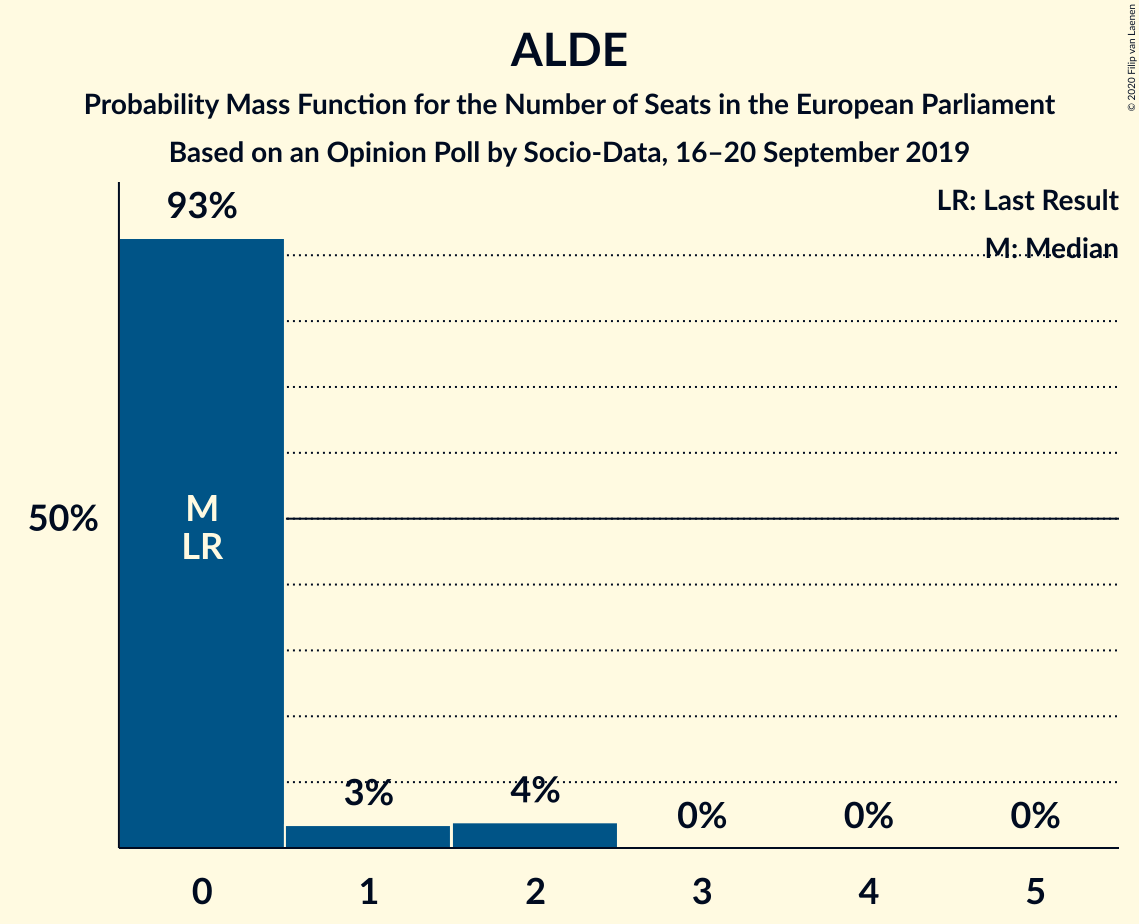 ALDE
Probability Mass Function for the Number of Seats in the European Parliament
Based on an Opinion Poll by Socio-Data, 16–20 September 2019
© 2020 Filip van Laenen
LR: Last Result
M: Median
93%
50%
M
LR
3%
4%
0%
0%
0%
0
1
2
3
4
5